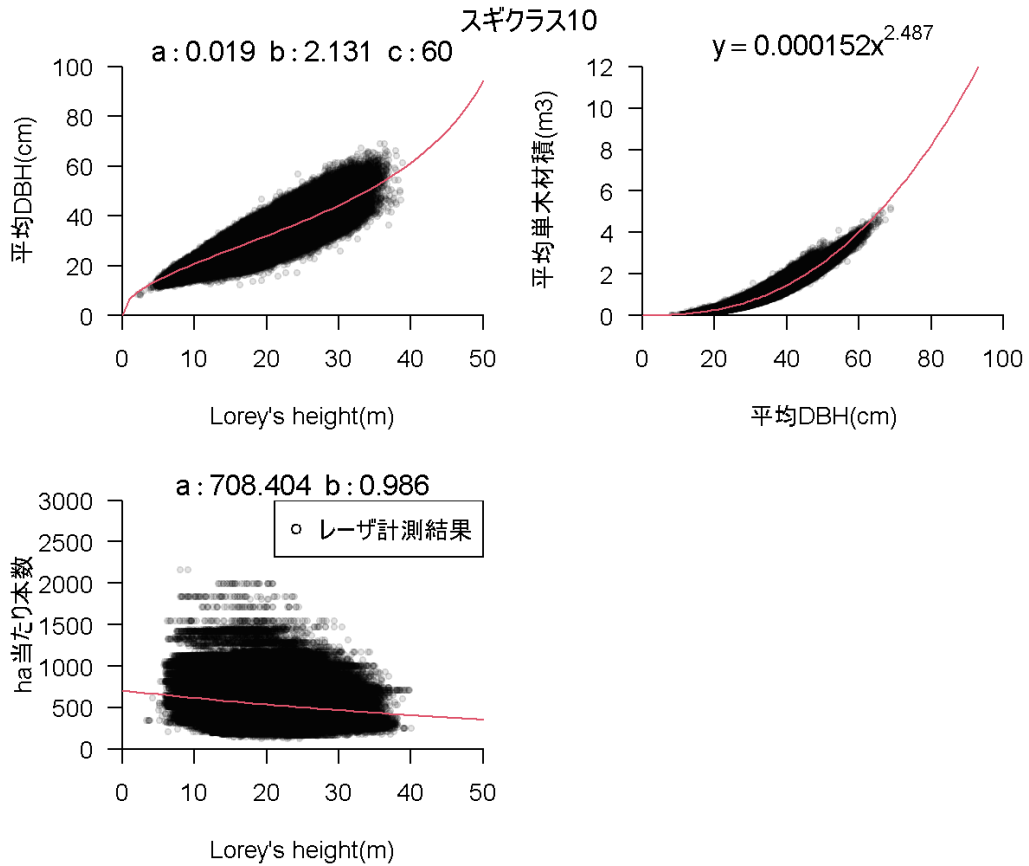 スギクラス10
a : 0.019 b : 2.131 c : 60
平均DBH(cm)
100
80
60
40
20
0
0 10 20 30 40 50
Lorey's height(m)
y = 0.000152x^2.487
平均単木材積(m3)
12
10
8
6
4
2
0
0 20 40 60 80 100
平均DBH(cm)
a : 708.404 b : 0.986
ha当たり本数
3000
2500
2000
1500
1000
500
0
レーザ計測結果
0 10 20 30 40 50
Lorey's height(m)